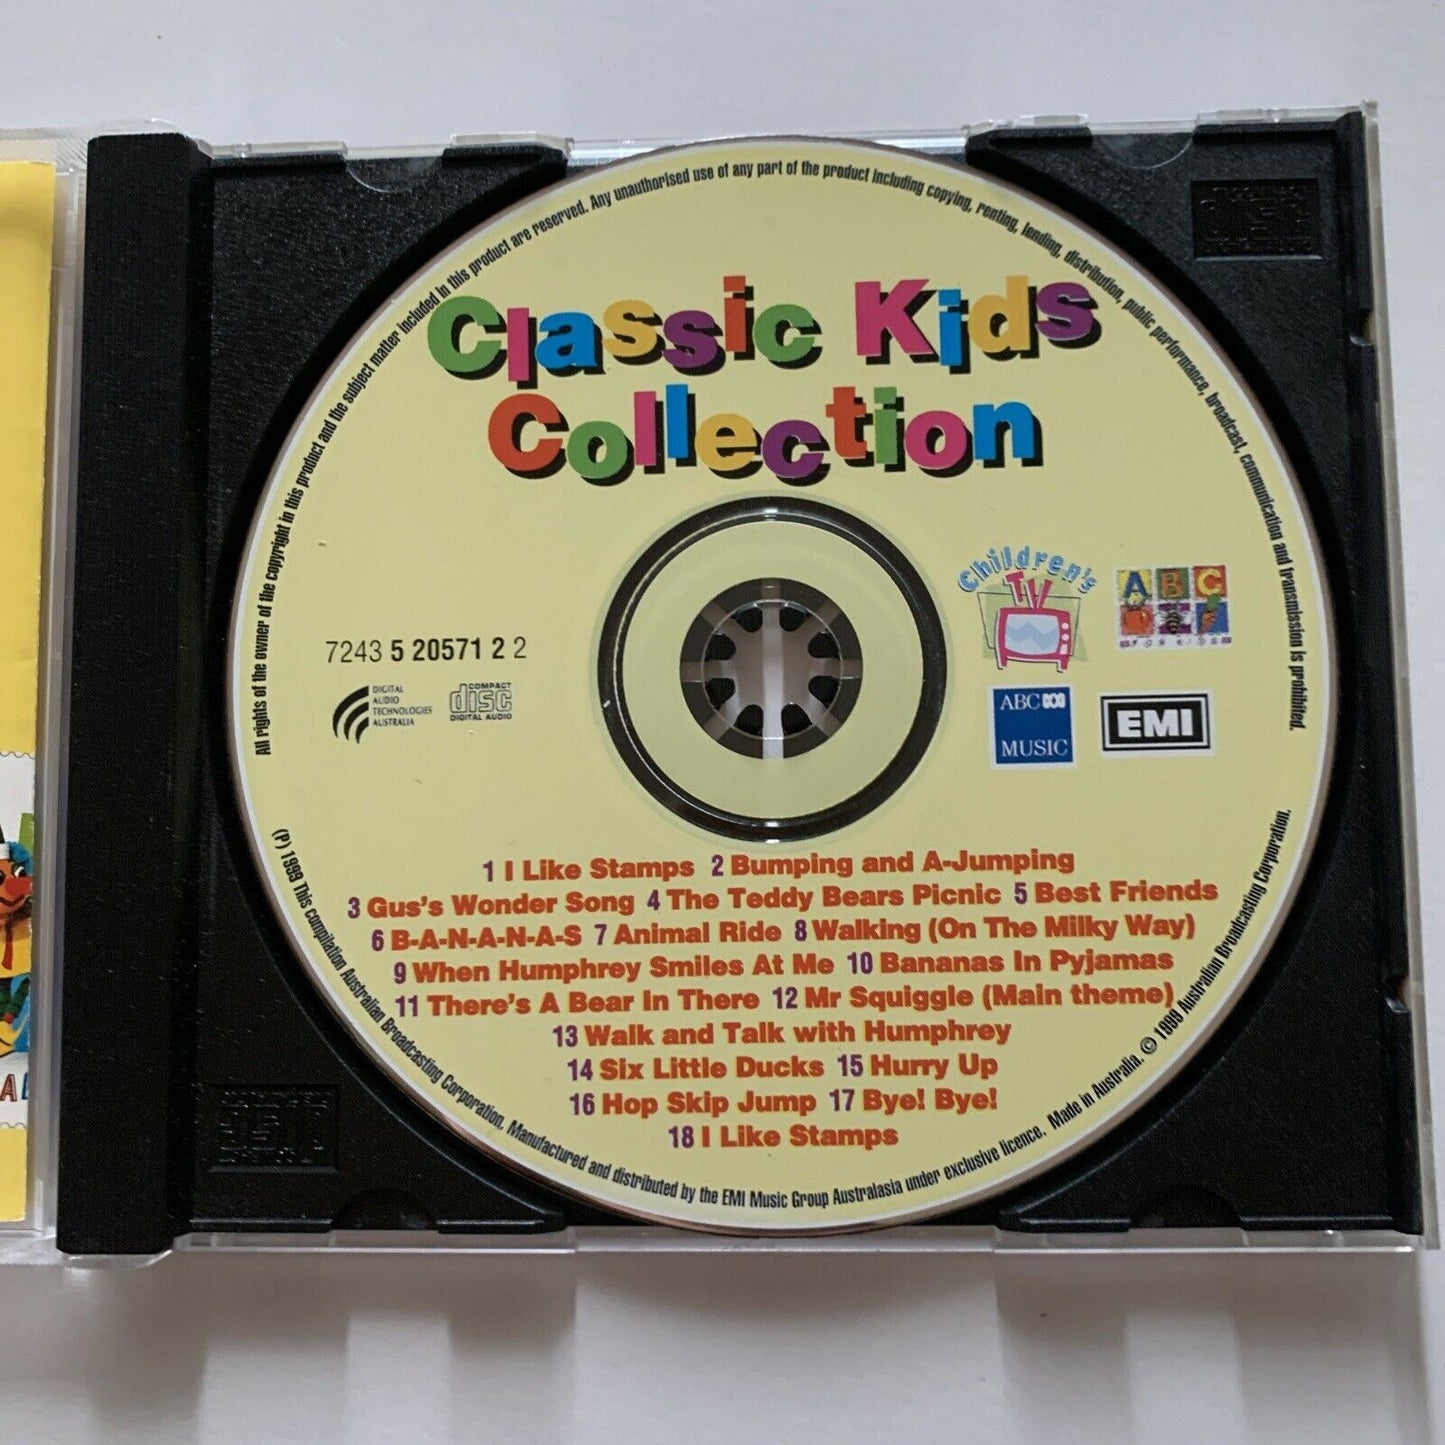 All rights of the owner of the copyright in this product and the subject matter included in this product are reserved. Any unauthorised use of any part of the product including copying, renting, lending, distribution, public performance, broadcast, communication and transmission is prohibited.
Classic Kids
Collection
Children's
TV
ABC
FOR KIDS
7243 5 20571 2 2
DIGITAL
AUDIO
TECHNOLOGIES
AUSTRALIA
COMPACT
disc
DIGITAL AUDIO
ABC
MUSIC
EMI
1 I Like Stamps 2 Bumping and A-Jumping
3 Gus's Wonder Song 4 The Teddy Bears Picnic 5 Best Friends
6 B-A-N-A-N-A-S 7 Animal Ride 8 Walking (On The Milky Way)
9 When Humphrey Smiles At Me 10 Bananas In Pyjamas
11 There's A Bear In There 12 Mr Squiggle (Main theme)
13 Walk and Talk with Humphrey
14 Six Little Ducks 15 Hurry Up
16 Hop Skip Jump 17 Bye! Bye!
18 I Like Stamps
(P) 1999 This compilation Australian Broadcasting Corporation. Manufactured and distributed by the EMI Music Group Australasia under exclusive licence. Made in Australia. © 1999 Australian Broadcasting Corporation.